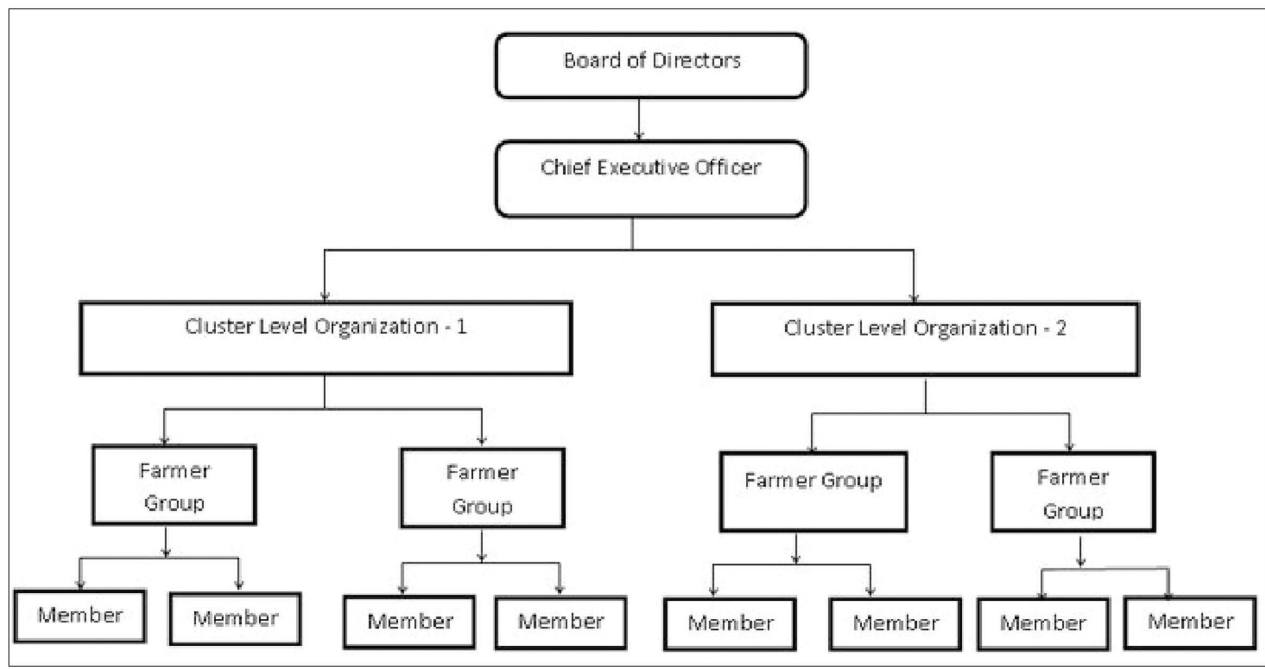 Board of Directors
Chief Executive Officer
Cluster Level Organization - 1
Cluster Level Organization - 2
Farmer
Group
Farmer
Group
Farmer Group
Farmer
Group
Member
Member
Member
Member
Member
Member
Member
Member